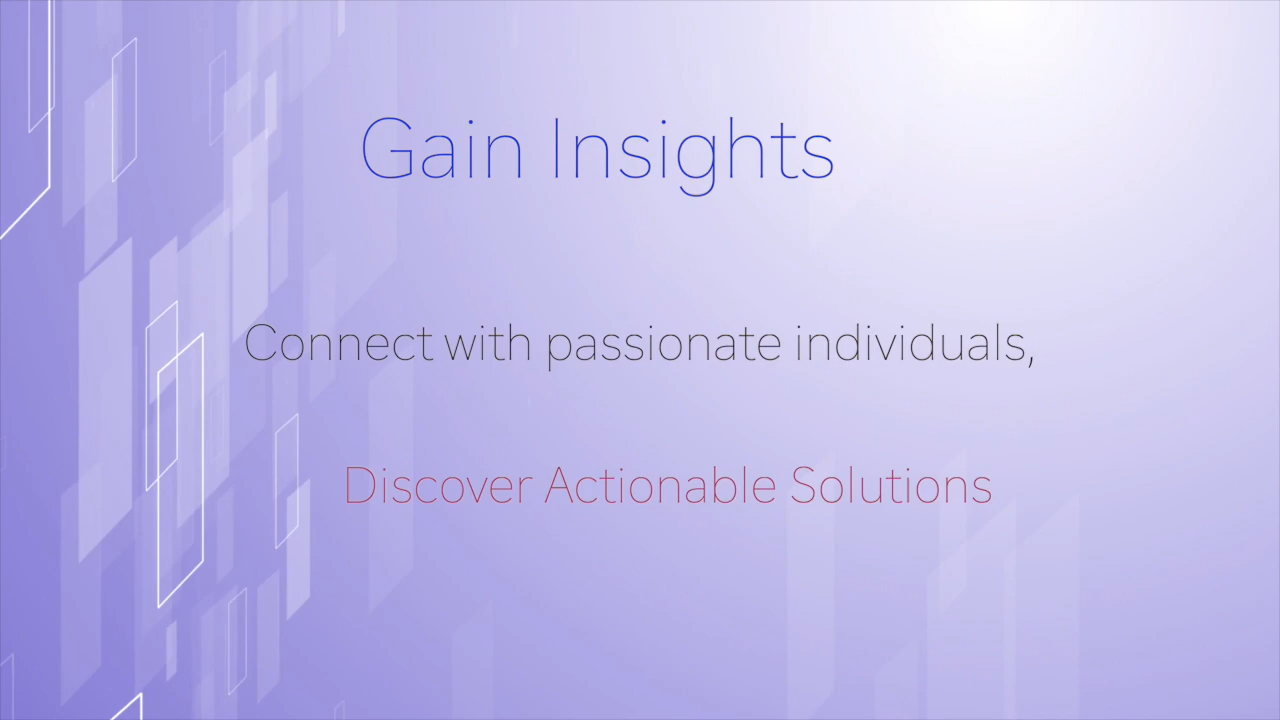 Gain Insights
Connect with passionate individuals,
Discover Actionable Solutions